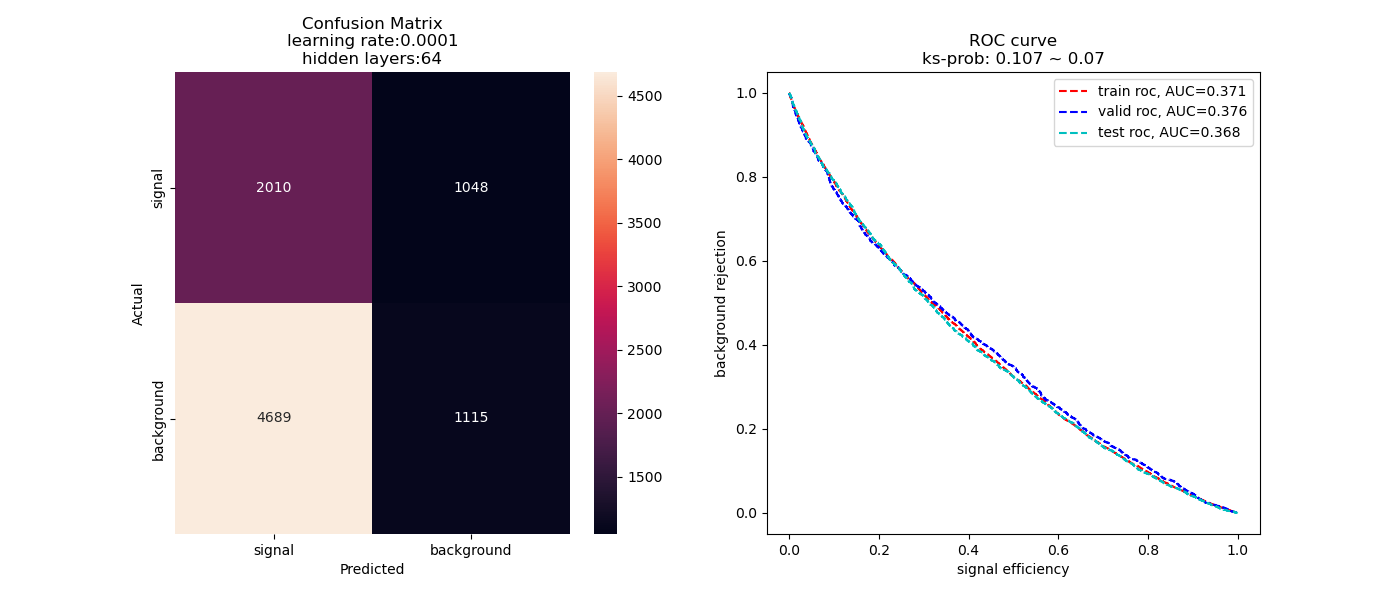 Confusion Matrix
learning rate:0.0001
hidden layers:64
signal
background
Actual
2010
1048
4689
1115
signal
background
Predicted
4500
4000
3500
3000
2500
2000
1500
ROC curve
ks-prob: 0.107 ~ 0.07
train roc, AUC=0.371
valid roc, AUC=0.376
test roc, AUC=0.368
background rejection
1.0
0.8
0.6
0.4
0.2
0.0
0.0
0.2
0.4
0.6
0.8
1.0
signal efficiency